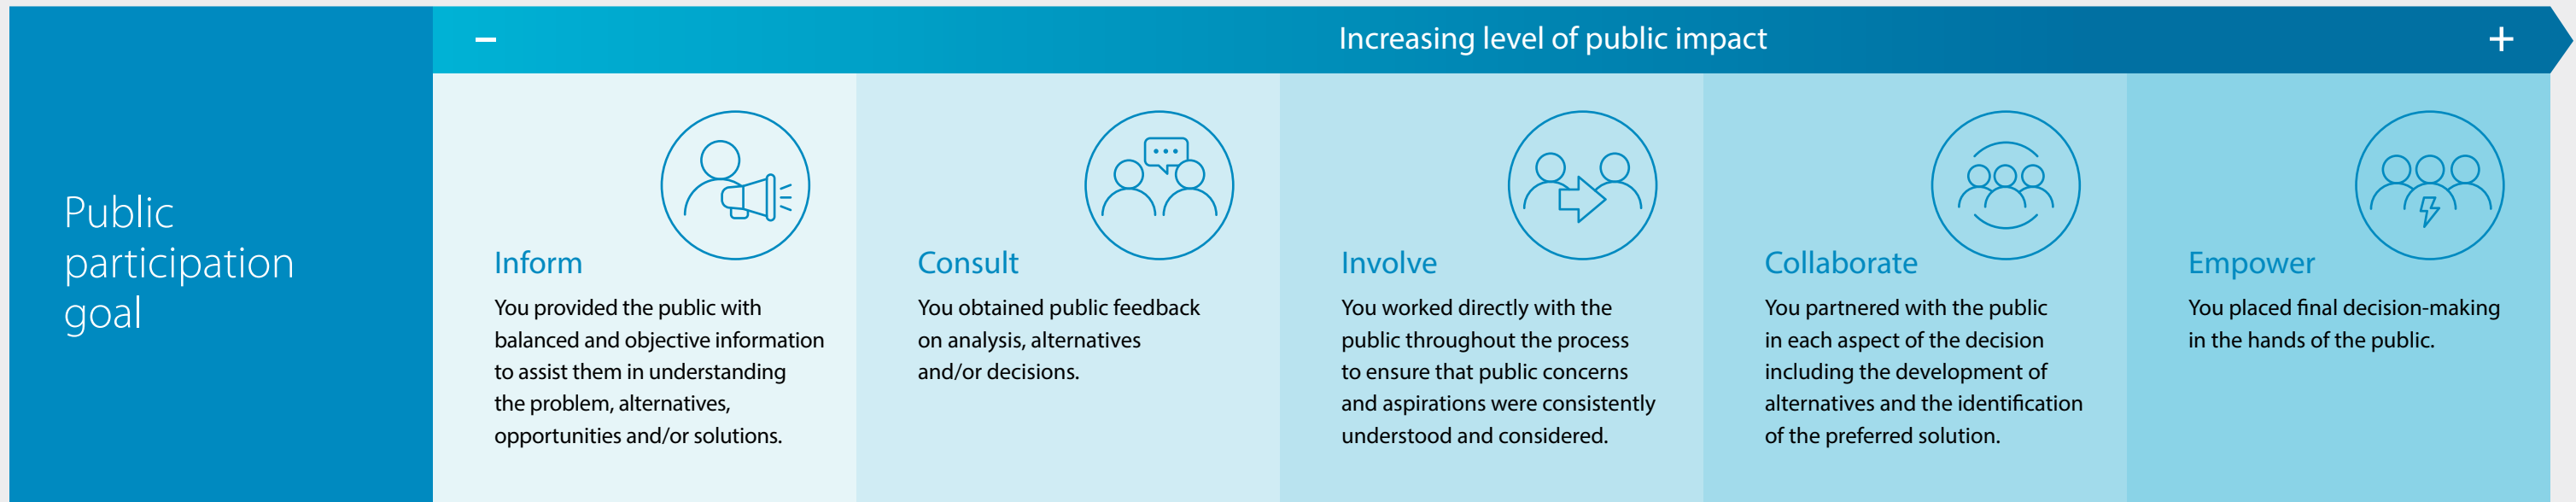 − Increasing level of public impact +
Public
participation
goal
Inform
You provided the public with
balanced and objective information
to assist them in understanding
the problem, alternatives,
opportunities and/or solutions.
Consult
You obtained public feedback
on analysis, alternatives
and/or decisions.
Involve
You worked directly with the
public throughout the process
to ensure that public concerns
and aspirations were consistently
understood and considered.
Collaborate
You partnered with the public
in each aspect of the decision
including the development of
alternatives and the identification
of the preferred solution.
Empower
You placed final decision-making
in the hands of the public.